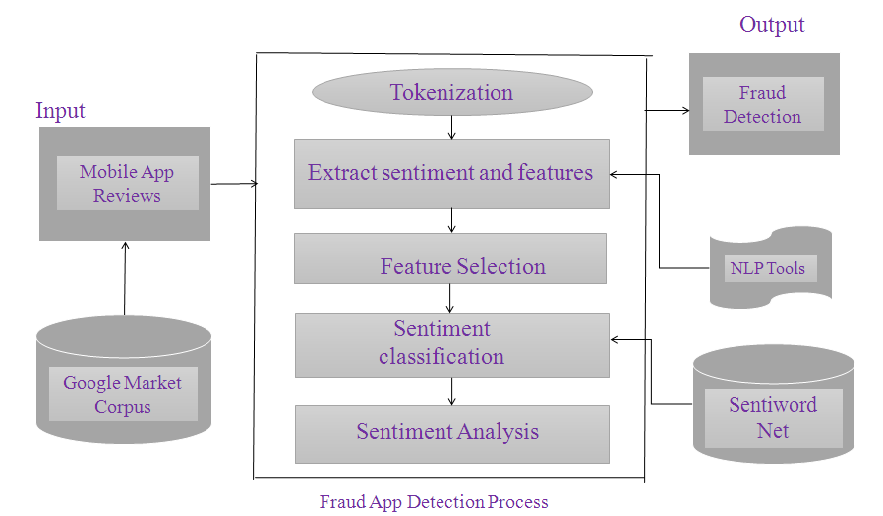 Output
Input
Mobile App
Reviews
Google Market
Corpus
Tokenization
Extract sentiment and features
Feature Selection
Sentiment
classification
Sentiment Analysis
Fraud App Detection Process
Fraud
Detection
NLP Tools
Sentiword
Net